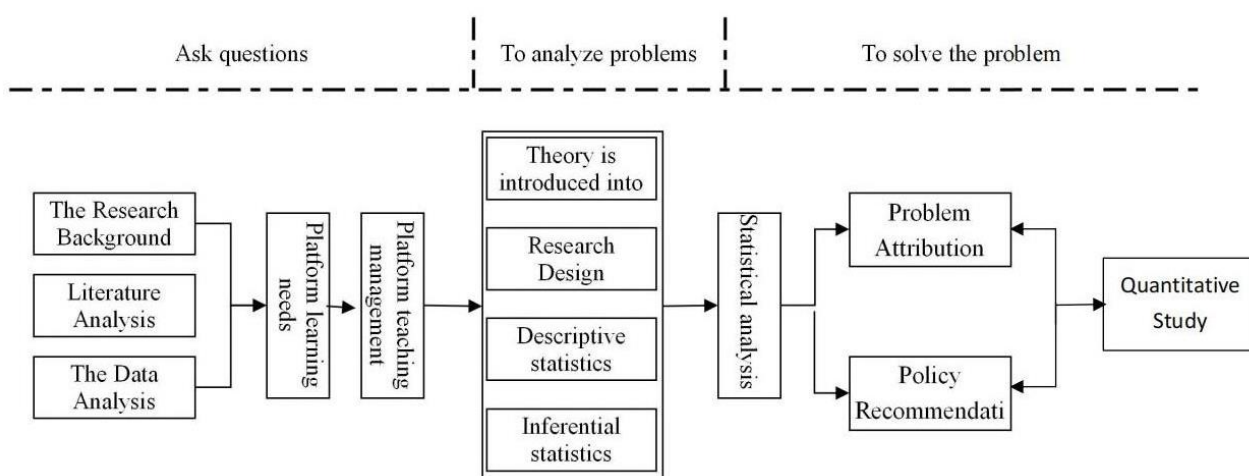 Ask questions
To analyze problems
To solve the problem
The Research
Background
Literature
Analysis
The Data
Analysis
Platform learning
needs
Platform teaching
management
Theory is
introduced into
Research
Design
Descriptive
statistics
Inferential
statistics
Statistical analysis
Problem
Attribution
Policy
Recommendati
Quantitative
Study